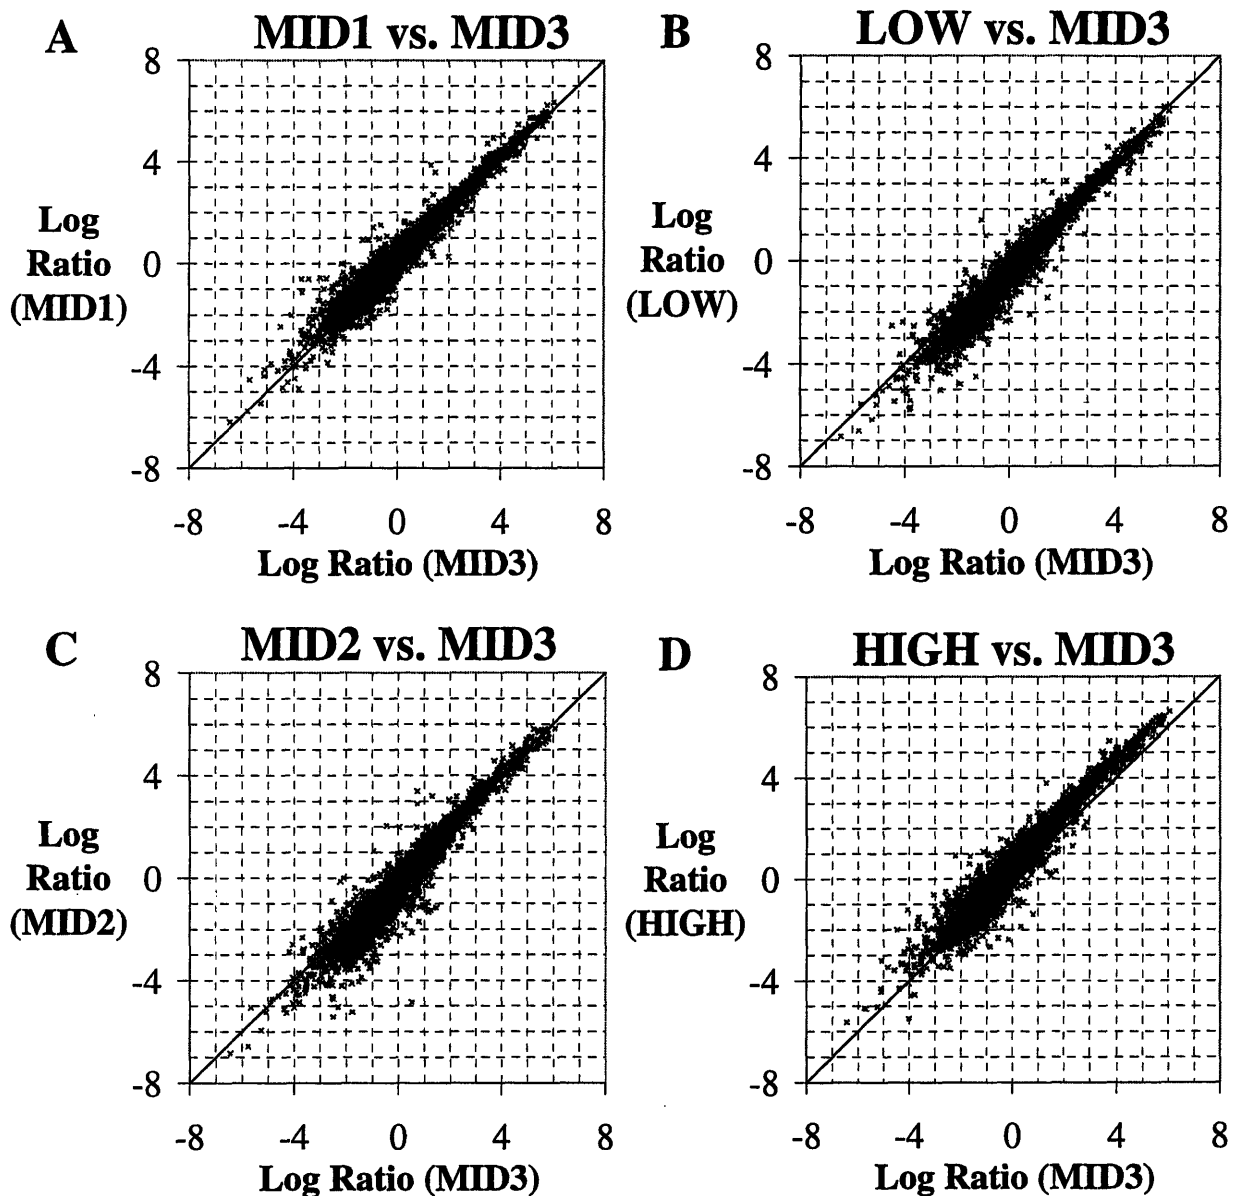 A
MID1 vs. MID3
8
4
0
-4
-8
Log
Ratio
(MID1)
-8 -4 0 4 8
Log Ratio (MID3)
B
LOW vs. MID3
8
4
0
-4
-8
Log
Ratio
(LOW)
-8 -4 0 4 8
Log Ratio (MID3)
C
MID2 vs. MID3
8
4
0
-4
-8
Log
Ratio
(MID2)
-8 -4 0 4 8
Log Ratio (MID3)
D
HIGH vs. MID3
8
4
0
-4
-8
Log
Ratio
(HIGH)
-8 -4 0 4 8
Log Ratio (MID3)